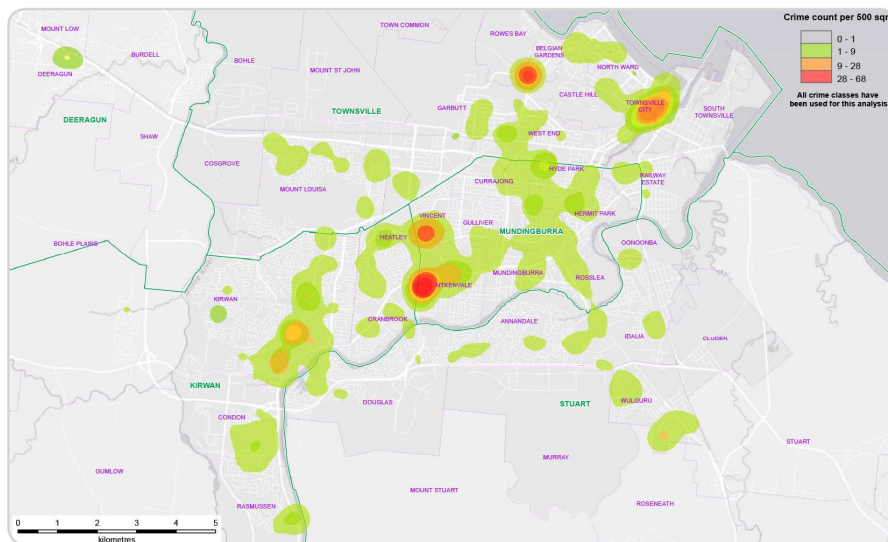 MOUNT LOW
TOWN COMMON
ROWES BAY
Crime count per 500 sqr
0 - 1
1 - 9
9 - 28
28 - 68
All crime classes have
been used for this analysis
BURDELL
BELGIAN
GARDENS
DEERAGUN
BOHLE
MOUNT ST JOHN
NORTH WARD
CASTLE HILL
TOWNSVILLE
CITY
SOUTH
TOWNSVILLE
GARBUTT
TOWNSVILLE
DEERAGUN
SHAW
WEST END
COSGROVE
HYDE PARK
RAILWAY
ESTATE
CURRAJONG
MOUNT LOUISA
VINCENT
HERMIT PARK
GULLIVER
MUNDINGBURRA
HEATLEY
BOHLE PLAINS
OONOONBA
MUNDINGBURRA
ROSSLEA
AITKENVALE
KIRWAN
CRANBROOK
ANNANDALE
IDALIA
CLUDEN
KIRWAN
DOUGLAS
STUART
WULGURU
CONDON
STUART
MURRAY
GUMLOW
MOUNT STUART
ROSENEATH
RASMUSSEN
0 1 2 3 4 5
kilometres